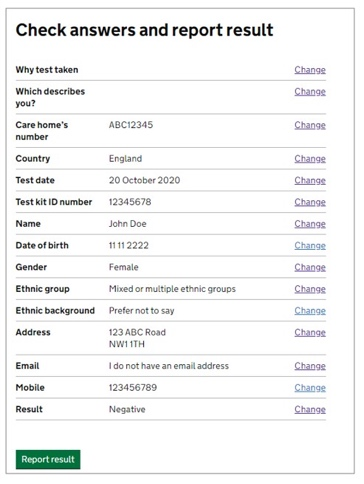 Check answers and report result
Why test taken Change
Which describes Change
you?
Care home's ABC12345 Change
number
Country England Change
Test date 20 October 2020 Change
Test kit ID number 12345678 Change
Name John Doe Change
Date of birth 11 11 2222 Change
Gender Female Change
Ethnic group Mixed or multiple ethnic groups Change
Ethnic background Prefer not to say Change
Address 123 ABC Road Change
NW1 1TH
Email I do not have an email address Change
Mobile 123456789 Change
Result Negative Change
Report result